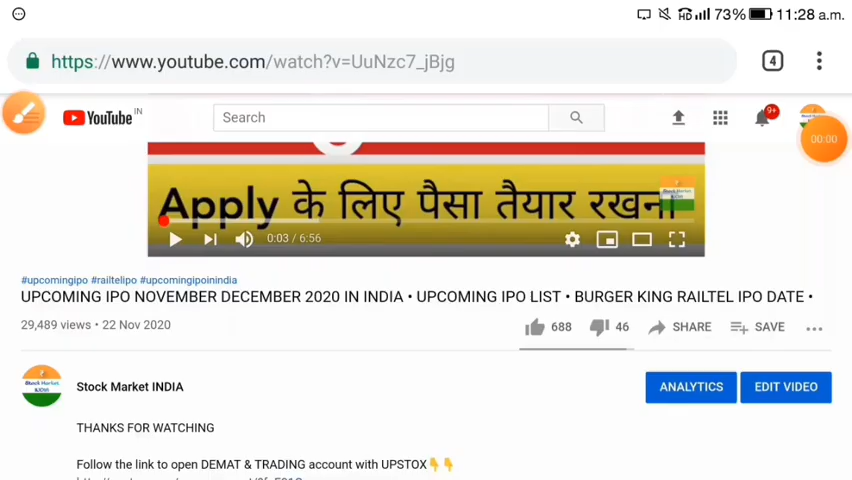 HD 73% 11:28 a.m.
https://www.youtube.com/watch?v=UuNzc7_jBjg 4
YouTube IN Search 9+
00:00
Apply के लिए पैसा तैयार रखना
0:03 / 6:56
#upcomingipo #railtelipo #upcomingipoinindia
UPCOMING IPO NOVEMBER DECEMBER 2020 IN INDIA • UPCOMING IPO LIST • BURGER KING RAILTEL IPO DATE •
29,489 views • 22 Nov 2020 688 46 SHARE SAVE
Stock Market INDIA ANALYTICS EDIT VIDEO
THANKS FOR WATCHING
Follow the link to open DEMAT & TRADING account with UPSTOX👇👇